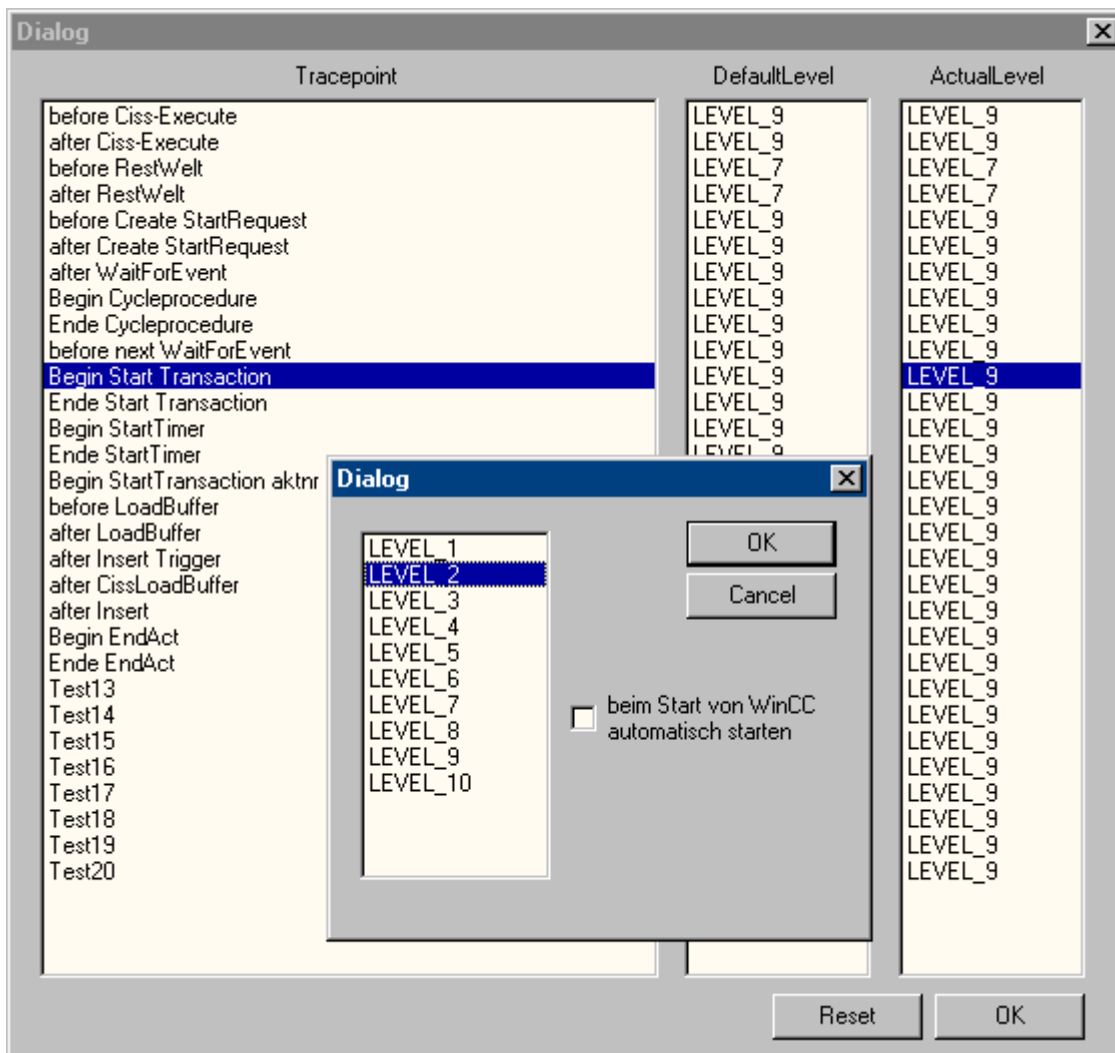 Dialog
Tracepoint DefaultLevel ActualLevel
before Ciss-Execute LEVEL_9 LEVEL_9
after Ciss-Execute LEVEL_9 LEVEL_9
before RestWelt LEVEL_7 LEVEL_7
after RestWelt LEVEL_7 LEVEL_7
before Create StartRequest LEVEL_9 LEVEL_9
after Create StartRequest LEVEL_9 LEVEL_9
after WaitForEvent LEVEL_9 LEVEL_9
Begin Cycleprocedure LEVEL_9 LEVEL_9
Ende Cycleprocedure LEVEL_9 LEVEL_9
before next WaitForEvent LEVEL_9 LEVEL_9
Begin Start Transaction LEVEL_9 LEVEL_9
Ende Start Transaction LEVEL_9 LEVEL_9
Begin StartTimer LEVEL_9 LEVEL_9
Ende StartTimer LEVEL_9 LEVEL_9
Begin StartTransaction aktnr LEVEL_9
before LoadBuffer LEVEL_9
after LoadBuffer LEVEL_9
after Insert Trigger LEVEL_9
after CissLoadBuffer LEVEL_9
after Insert LEVEL_9
Begin EndAct LEVEL_9
Ende EndAct LEVEL_9
Test13 LEVEL_9
Test14 LEVEL_9
Test15 LEVEL_9
Test16 LEVEL_9
Test17 LEVEL_9
Test18 LEVEL_9
Test19 LEVEL_9
Test20 LEVEL_9
Dialog
LEVEL_1
LEVEL_2
LEVEL_3
LEVEL_4
LEVEL_5
LEVEL_6
LEVEL_7
LEVEL_8
LEVEL_9
LEVEL_10
OK
Cancel
beim Start von WinCC
automatisch starten
Reset OK